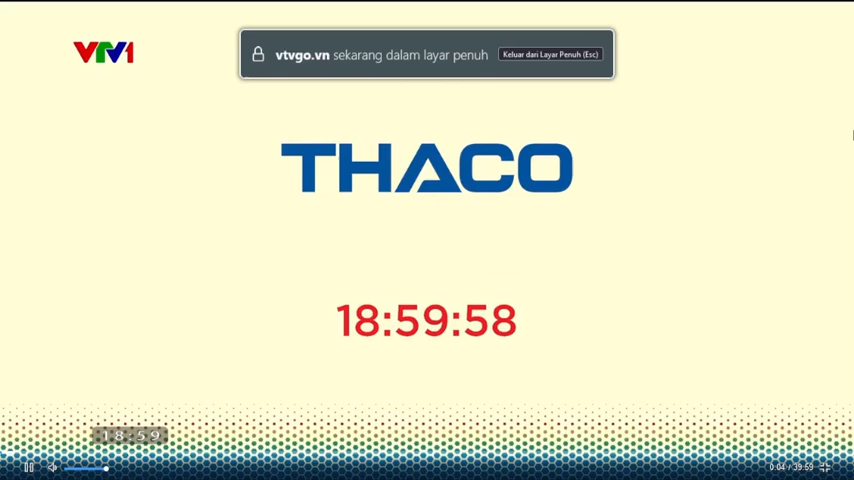 VTV1
vtvgo.vn sekarang dalam layar penuh Keluar dari Layar Penuh (Esc)
THACO
18:59:58
18:59
0:04 / 39:59